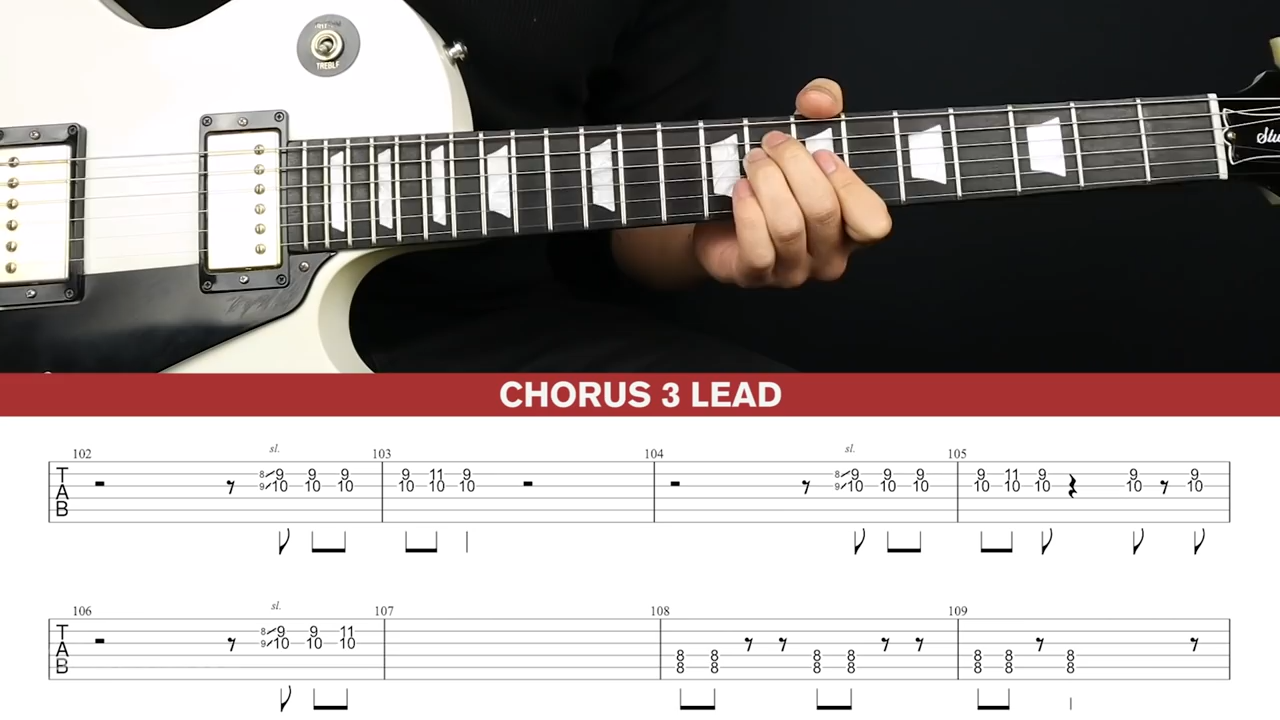 TREBLE
CHORUS 3 LEAD
102 sl. 103 104 sl. 105
8 9 9 9 9 11 9 8 9 9 9 9 11 9 9 9
9 10 10 10 10 10 10 9 10 10 10 10 10 10 10 10
T
A
B
106 sl. 107 108 109
8 9 9 11
9 10 10 10
8 8 8 8 8 8 8
8 8 8 8 8 8 8
T
A
B